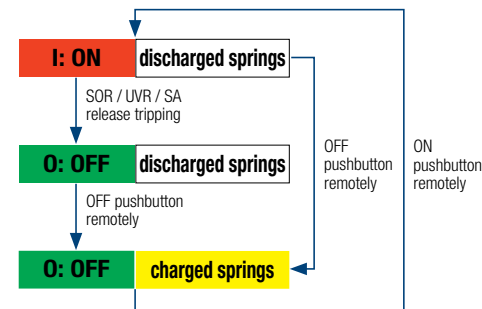 I: ON discharged springs
SOR / UVR / SA
release tripping
OFF
pushbutton
remotely
ON
pushbutton
remotely
O: OFF discharged springs
OFF pushbutton
remotely
O: OFF charged springs